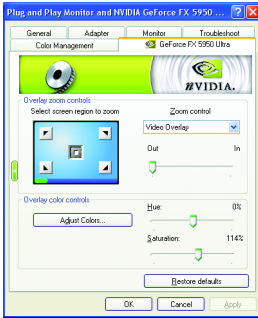 Plug and Play Monitor and NVIDIA GeForce FX 5950 ...
General
Adapter
Monitor
Troubleshoot
Color Management
GeForce FX 5950 Ultra
NVIDIA.
Overlay zoom controls
Select screen region to zoom
Zoom control
Video Overlay
Out
In
Overlay color controls
Adjust Colors...
Hue:
0%
Saturation:
114%
Restore defaults
OK
Cancel
Apply